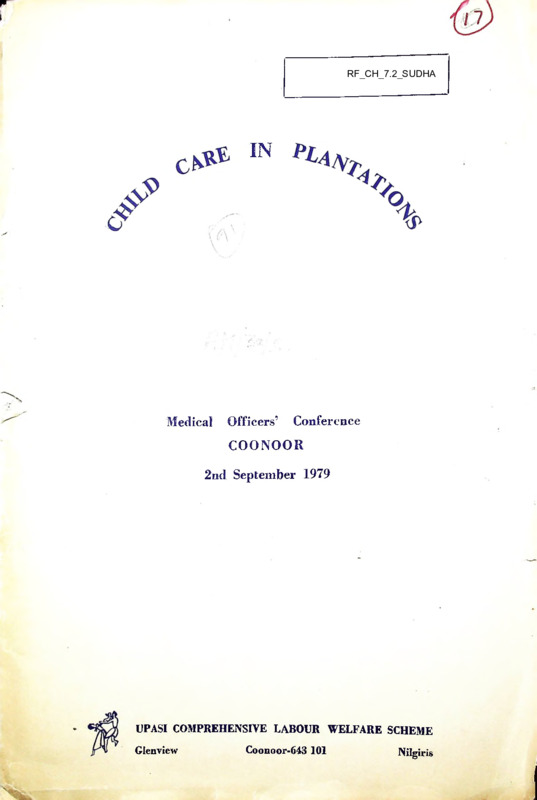 17
RF_CH_7.2_SUDHA
CHILD CARE IN PLANTATIONS
Medical Officers' Conference
COONOOR
2nd September 1979
UPASI COMPREHENSIVE LABOUR WELFARE SCHEME
Glenview Coonoor-643 101 Nilgiris